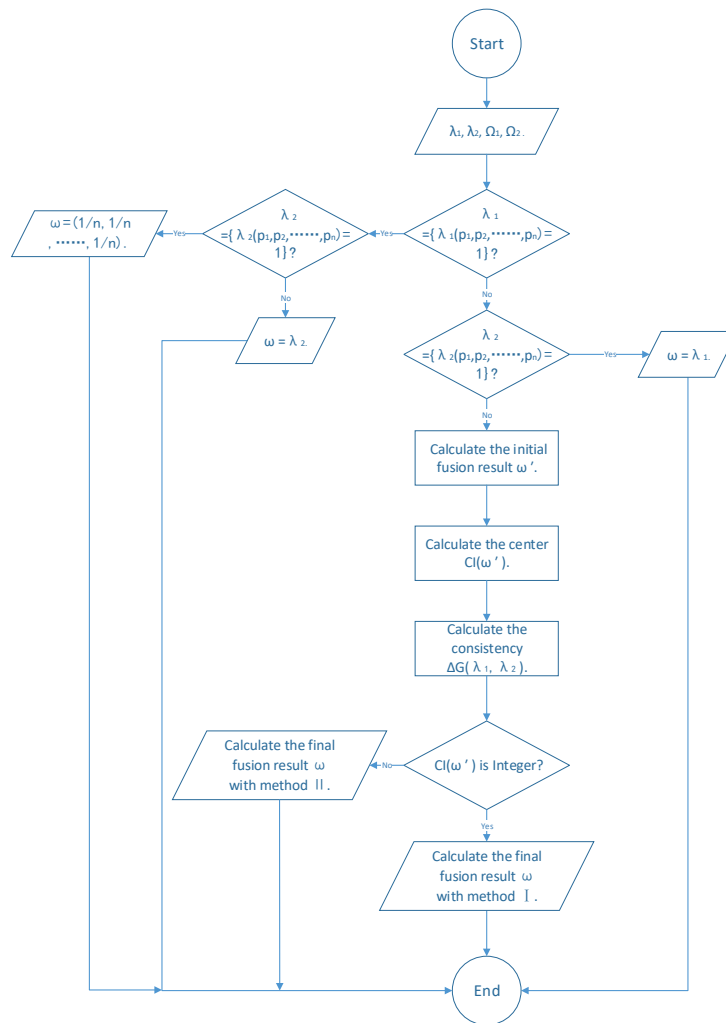 Start
λ₁, λ₂, Ω₁, Ω₂.
λ ₁
={ λ ₁(p₁,p₂,······,pₙ)=
1}?
Yes
λ ₂
={ λ ₂(p₁,p₂,······,pₙ)=
1}?
Yes
ω=(1/n, 1/n
, ······, 1/n).
No
ω = λ ₂.
No
λ ₂
={ λ ₂(p₁,p₂,······,pₙ)=
1}?
Yes
ω = λ ₁.
No
Calculate the initial
fusion result ω′.
Calculate the center
CI(ω′).
Calculate the
consistency
ΔG( λ ₁, λ ₂).
CI(ω′) is Integer?
No
Calculate the final
fusion result ω
with method Ⅱ.
Yes
Calculate the final
fusion result ω
with method Ⅰ.
End